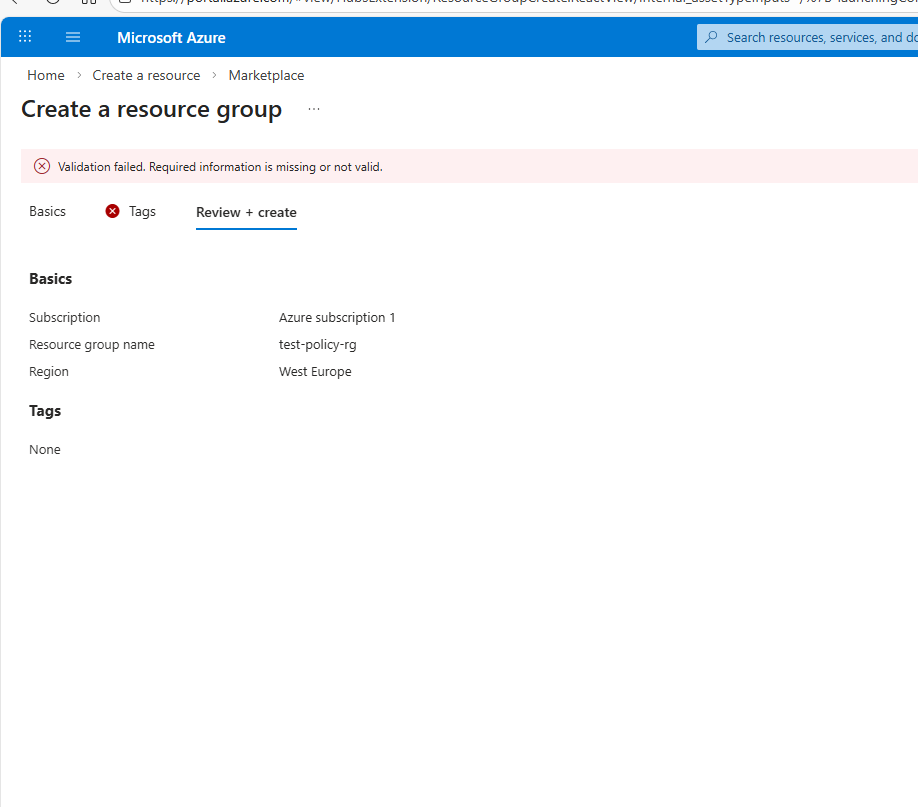 Microsoft Azure
Search resources, services, and do
Home > Create a resource > Marketplace
Create a resource group ...
Validation failed. Required information is missing or not valid.
Basics Tags Review + create
Basics
Subscription Azure subscription 1
Resource group name test-policy-rg
Region West Europe
Tags
None